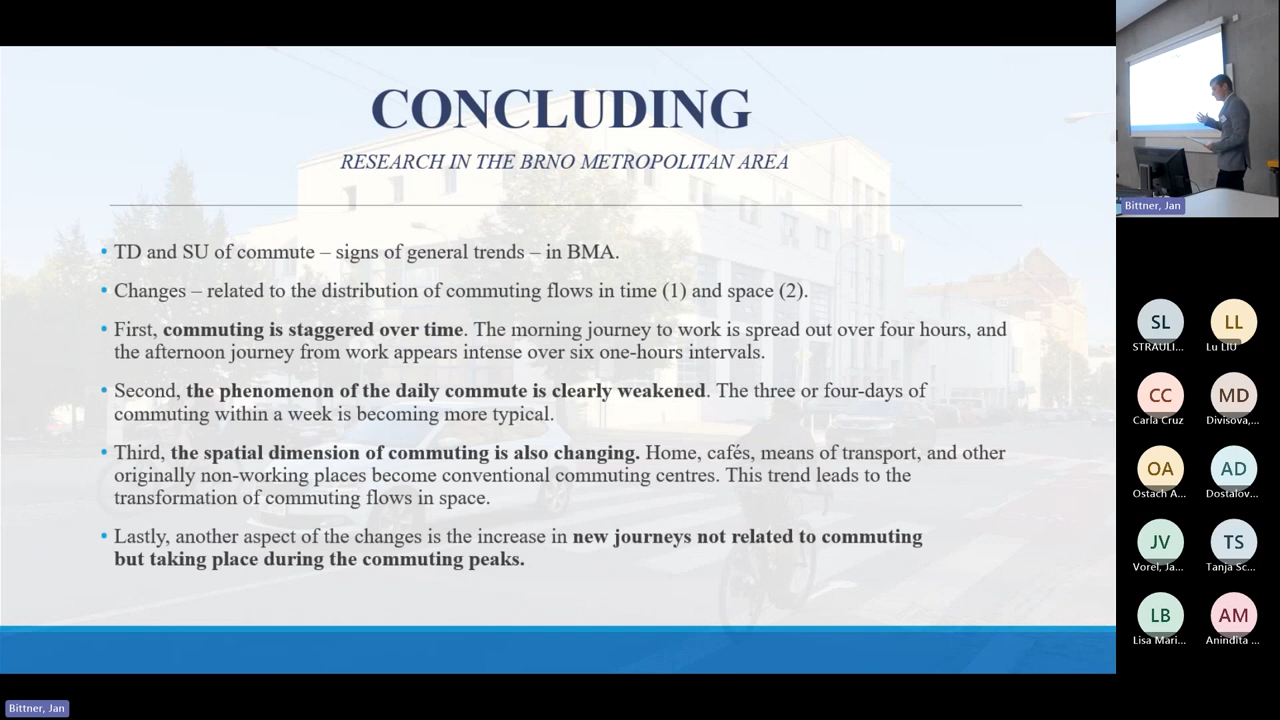 CONCLUDING
RESEARCH IN THE BRNO METROPOLITAN AREA
• TD and SU of commute – signs of general trends – in BMA.
• Changes – related to the distribution of commuting flows in time (1) and space (2).
• First, commuting is staggered over time. The morning journey to work is spread out over four hours, and
the afternoon journey from work appears intense over six one-hours intervals.
• Second, the phenomenon of the daily commute is clearly weakened. The three or four-days of
commuting within a week is becoming more typical.
• Third, the spatial dimension of commuting is also changing. Home, cafés, means of transport, and other
originally non-working places become conventional commuting centres. This trend leads to the
transformation of commuting flows in space.
• Lastly, another aspect of the changes is the increase in new journeys not related to commuting
but taking place during the commuting peaks.
Bittner, Jan
Bittner, Jan
SL
STRAULI...
LL
Lu LIU
CC
Carla Cruz
MD
Divisova,...
OA
Ostach A...
AD
Dostalov...
JV
Vorel, Ja...
TS
Tanja Sc...
LB
Lisa Mari...
AM
Anindita ...